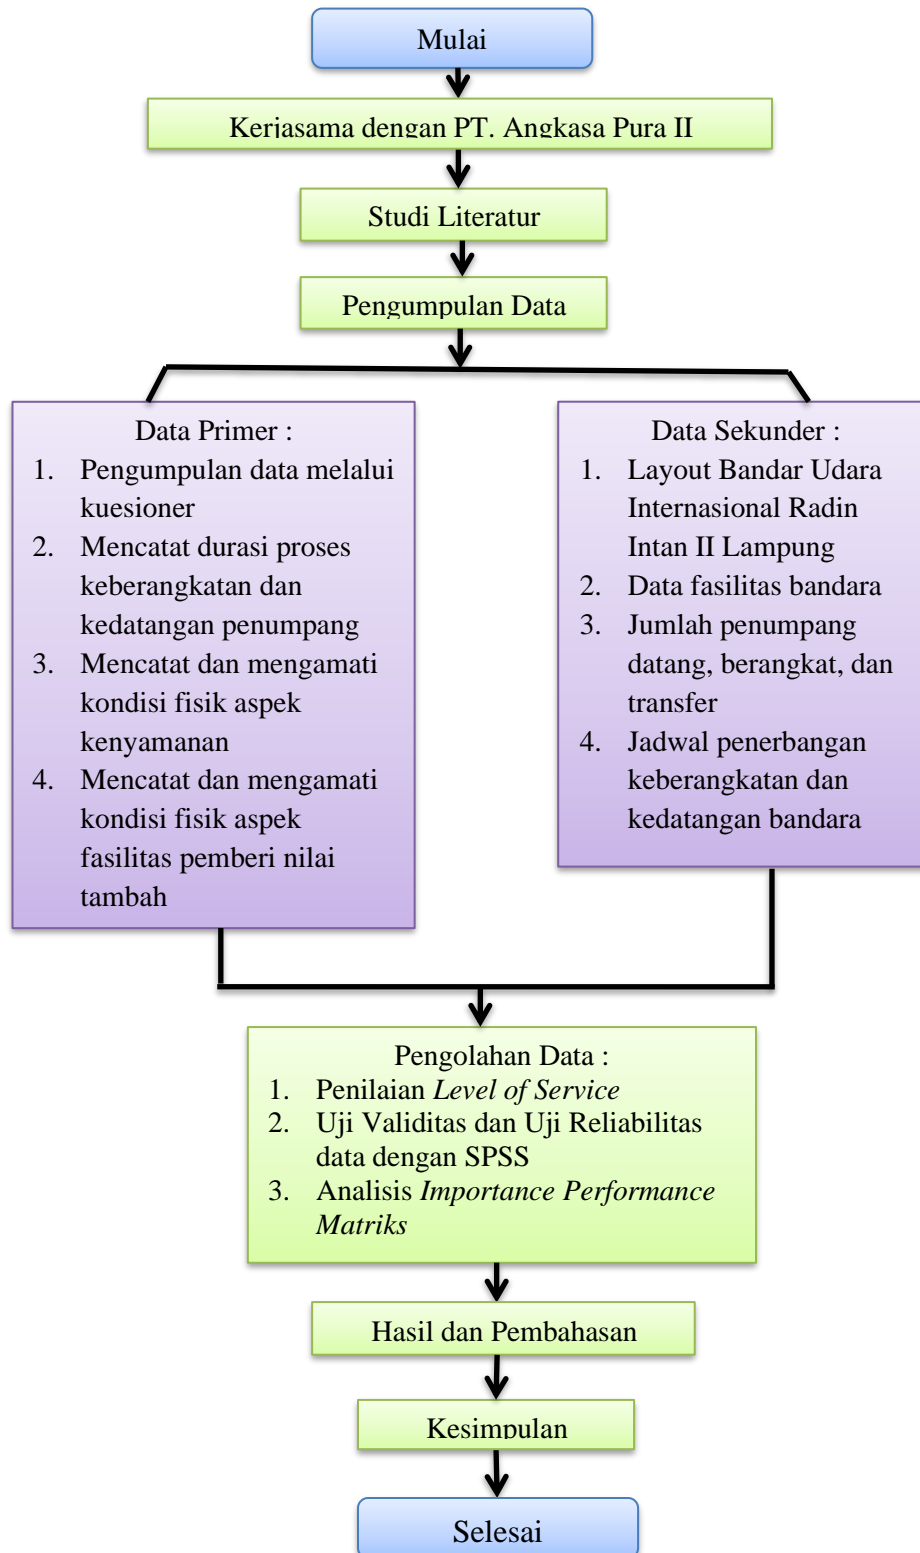 Mulai
Kerjasama dengan PT. Angkasa Pura II
Studi Literatur
Pengumpulan Data
Data Primer :
1. Pengumpulan data melalui
kuesioner
2. Mencatat durasi proses
keberangkatan dan
kedatangan penumpang
3. Mencatat dan mengamati
kondisi fisik aspek
kenyamanan
4. Mencatat dan mengamati
kondisi fisik aspek
fasilitas pemberi nilai
tambah
Data Sekunder :
1. Layout Bandar Udara
Internasional Radin
Intan II Lampung
2. Data fasilitas bandara
3. Jumlah penumpang
datang, berangkat, dan
transfer
4. Jadwal penerbangan
keberangkatan dan
kedatangan bandara
Pengolahan Data :
1. Penilaian Level of Service
2. Uji Validitas dan Uji Reliabilitas
data dengan SPSS
3. Analisis Importance Performance
Matriks
Hasil dan Pembahasan
Kesimpulan
Selesai